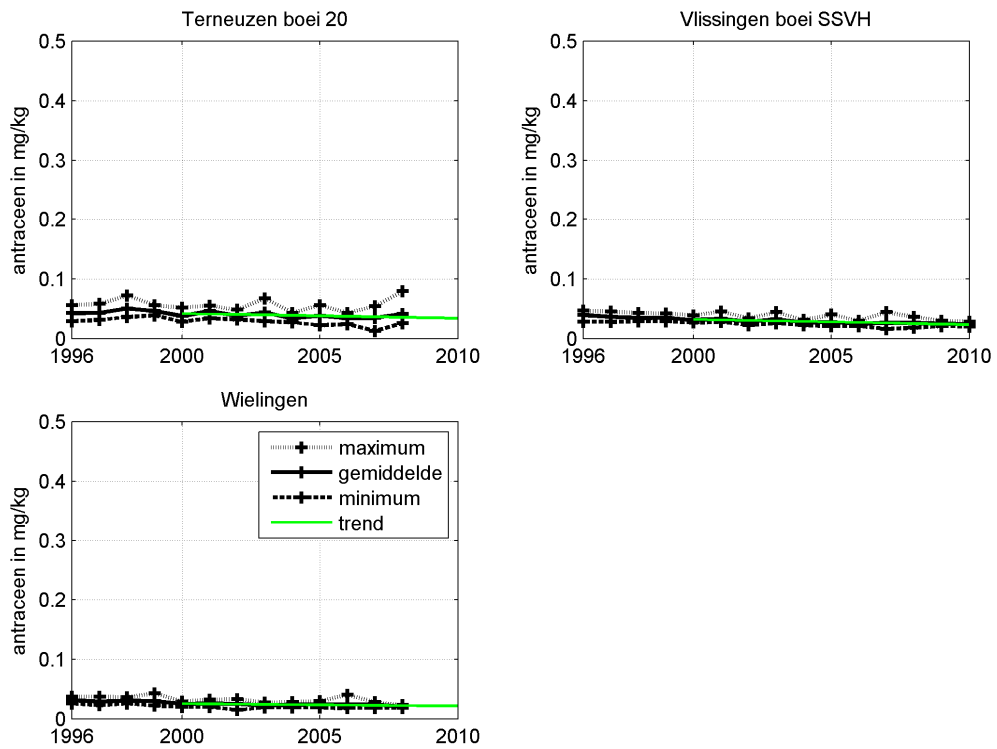 Terneuzen boei 20
0.5
0.4
0.3
0.2
0.1
0
antraceen in mg/kg
1996 2000 2005 2010
Vlissingen boei SSVH
0.5
0.4
0.3
0.2
0.1
0
antraceen in mg/kg
1996 2000 2005 2010
Wielingen
0.5
0.4
0.3
0.2
0.1
0
antraceen in mg/kg
1996 2000 2005 2010
maximum
gemiddelde
minimum
trend